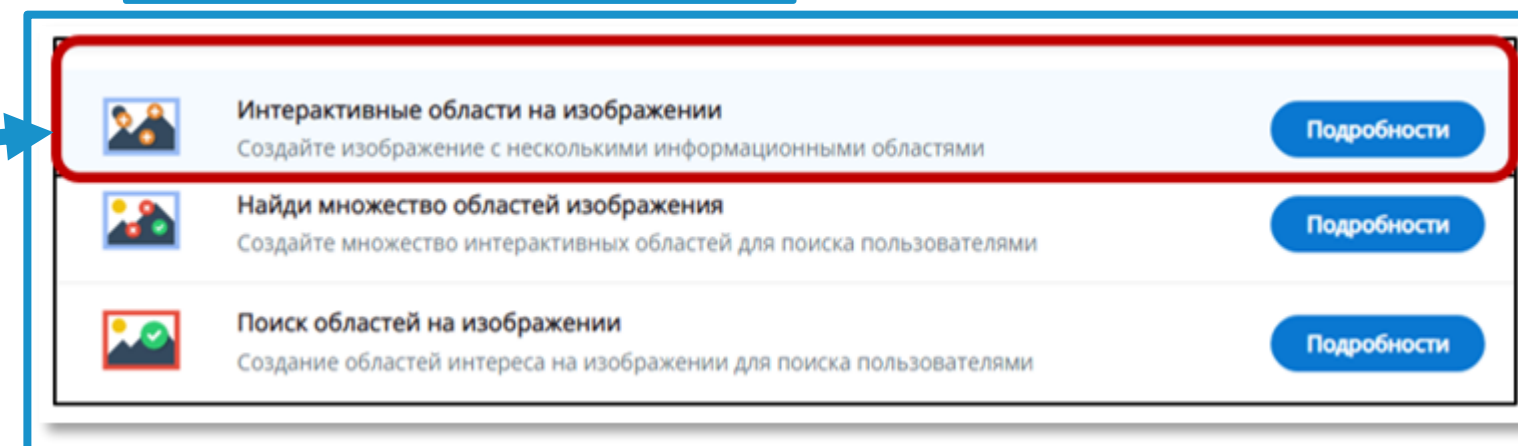 Интерактивные области на изображении
Создайте изображение с несколькими информационными областями
Подробности
Найди множество областей изображения
Создайте множество интерактивных областей для поиска пользователями
Подробности
Поиск областей на изображении
Создание областей интереса на изображении для поиска пользователями
Подробности